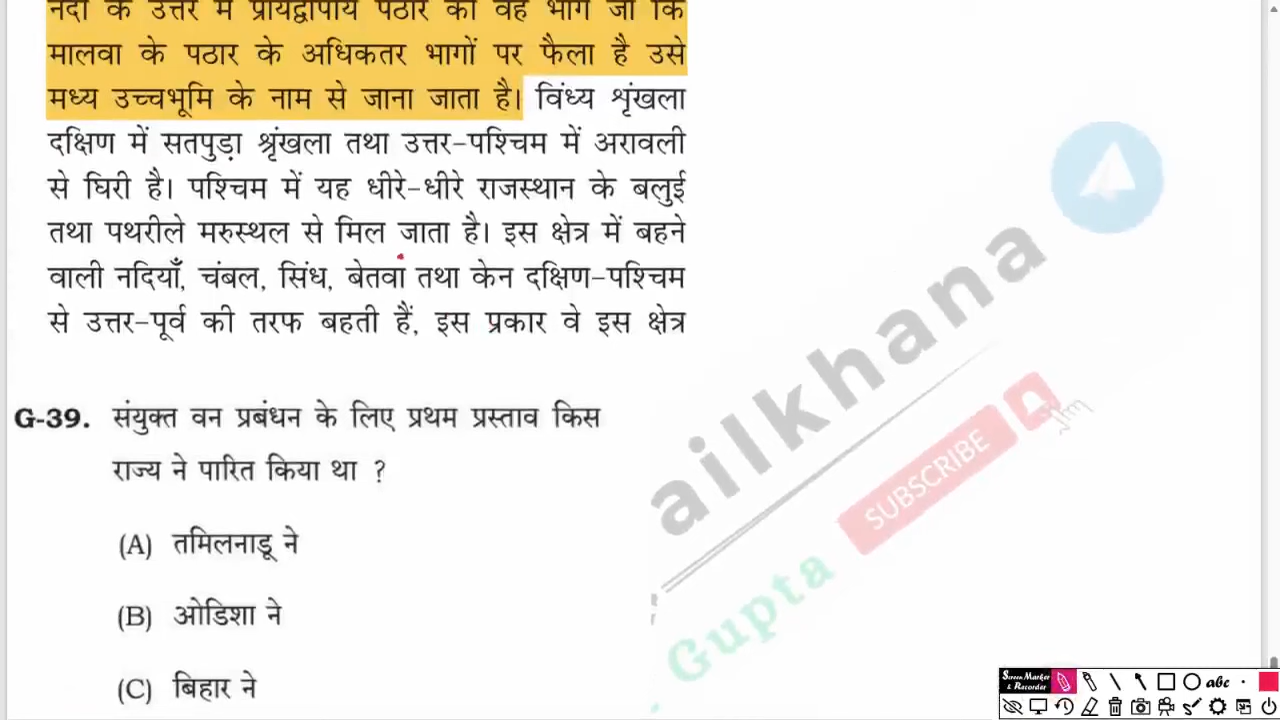 नदी के उत्तर में प्रायद्वीपीय पठार का वह भाग जो कि
मालवा के पठार के अधिकतर भागों पर फैला है उसे
मध्य उच्चभूमि के नाम से जाना जाता है। विंध्य शृंखला
दक्षिण में सतपुड़ा श्रृंखला तथा उत्तर-पश्चिम में अरावली
से घिरी है। पश्चिम में यह धीरे-धीरे राजस्थान के बलुई
तथा पथरीले मरुस्थल से मिल जाता है। इस क्षेत्र में बहने
वाली नदियाँ, चंबल, सिंध, बेतवा तथा केन दक्षिण-पश्चिम
से उत्तर-पूर्व की तरफ बहती हैं, इस प्रकार वे इस क्षेत्र
G-39. संयुक्त वन प्रबंधन के लिए प्रथम प्रस्ताव किस
राज्य ने पारित किया था ?
(A) तमिलनाडू ने
(B) ओडिशा ने
(C) बिहार ने
ailkhana
SUBSCRIBE
Gupta
Screen Marker
& Recorder
abc